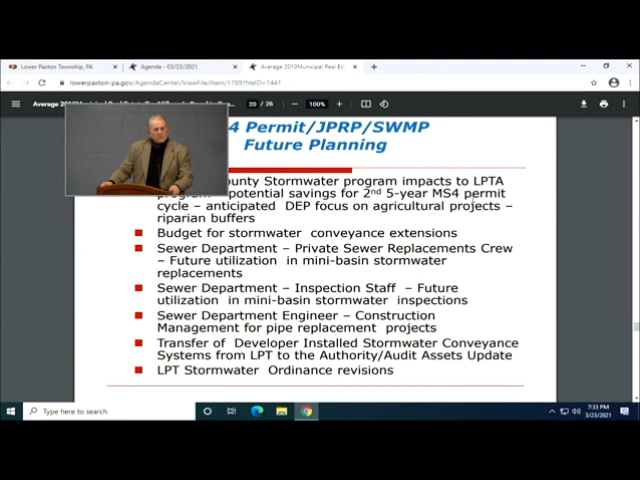 Lower Paxton Township, PA
Agenda - 03/23/2021
Average 2010Municipal Real Est
lowerpaxton-pa.gov/AgendaCenter/ViewFile/Item/1789?fileID=1441
20 / 26
100%
4 Permit/JPRP/SWMP
Future Planning
ounty Stormwater program impacts to LPTA
potential savings for 2nd 5-year MS4 permit
cycle – anticipated DEP focus on agricultural projects –
riparian buffers
Budget for stormwater conveyance extensions
Sewer Department – Private Sewer Replacements Crew
– Future utilization in mini-basin stormwater
replacements
Sewer Department – Inspection Staff – Future
utilization in mini-basin stormwater inspections
Sewer Department Engineer – Construction
Management for pipe replacement projects
Transfer of Developer Installed Stormwater Conveyance
Systems from LPT to the Authority/Audit Assets Update
LPT Stormwater Ordinance revisions
Type here to search
7:33 PM
3/23/2021